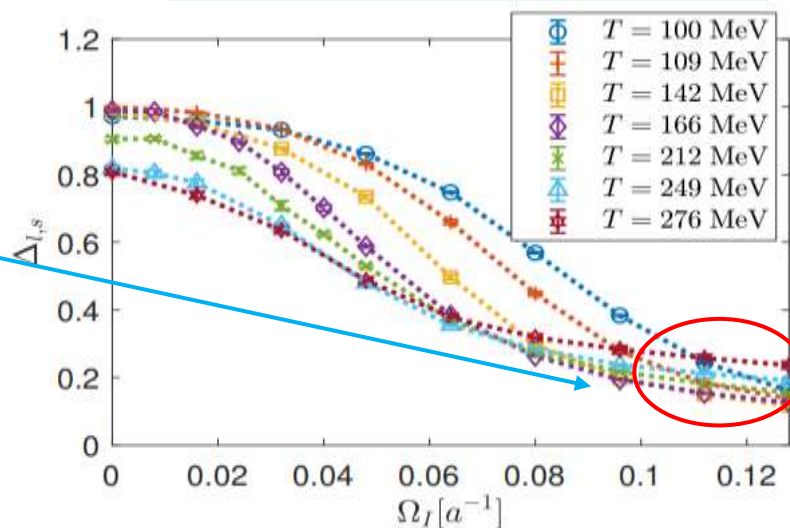 1.2
1
0.8
0.6
0.4
0.2
0
Δ_{l,s}
T = 100 MeV
T = 109 MeV
T = 142 MeV
T = 166 MeV
T = 212 MeV
T = 249 MeV
T = 276 MeV
0 0.02 0.04 0.06 0.08 0.1 0.12
Ω_I[a^{-1}]